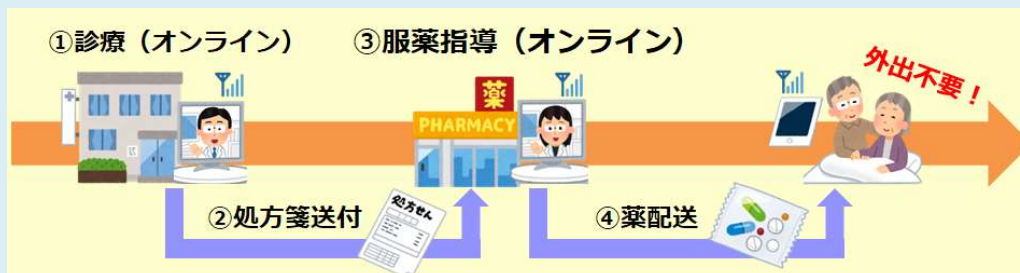 ①診療（オンライン）
③服薬指導（オンライン）
外出不要！
薬
PHARMACY
②処方箋送付
処方せん
④薬配送